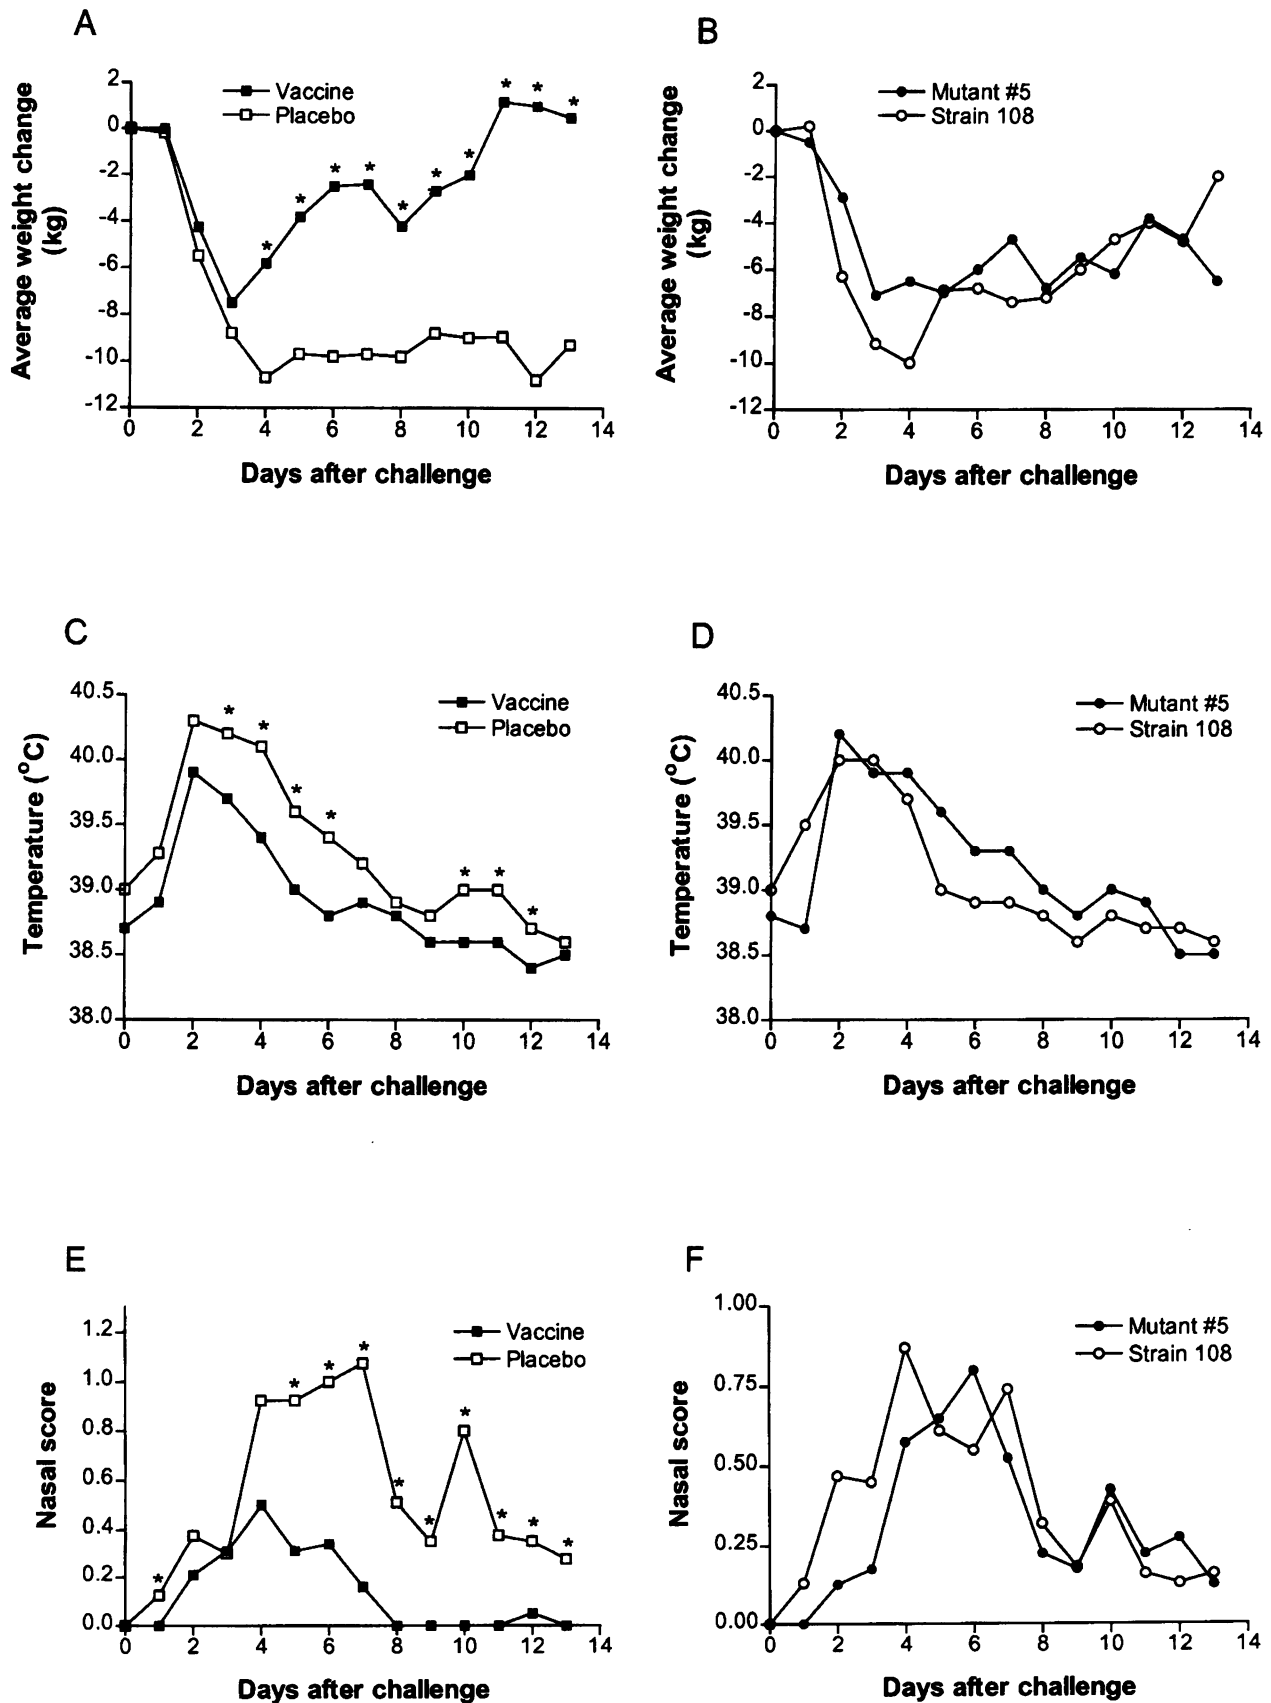 A
Average weight change
(kg)
2
0
-2
-4
-6
-8
-10
-12
Vaccine
Placebo
* * * * * * * * * *
0 2 4 6 8 10 12 14
Days after challenge
B
Average weight change
(kg)
2
0
-2
-4
-6
-8
-10
-12
Mutant #5
Strain 108
0 2 4 6 8 10 12 14
Days after challenge
C
Temperature (°C)
40.5
40.0
39.5
39.0
38.5
38.0
Vaccine
Placebo
* * * * * * *
0 2 4 6 8 10 12 14
Days after challenge
D
Temperature (°C)
40.5
40.0
39.5
39.0
38.5
38.0
Mutant #5
Strain 108
0 2 4 6 8 10 12 14
Days after challenge
E
Nasal score
1.2
1.0
0.8
0.6
0.4
0.2
0.0
Vaccine
Placebo
* * * * * * * * * *
0 2 4 6 8 10 12 14
Days after challenge
F
Nasal score
1.00
0.75
0.50
0.25
0.00
Mutant #5
Strain 108
0 2 4 6 8 10 12 14
Days after challenge